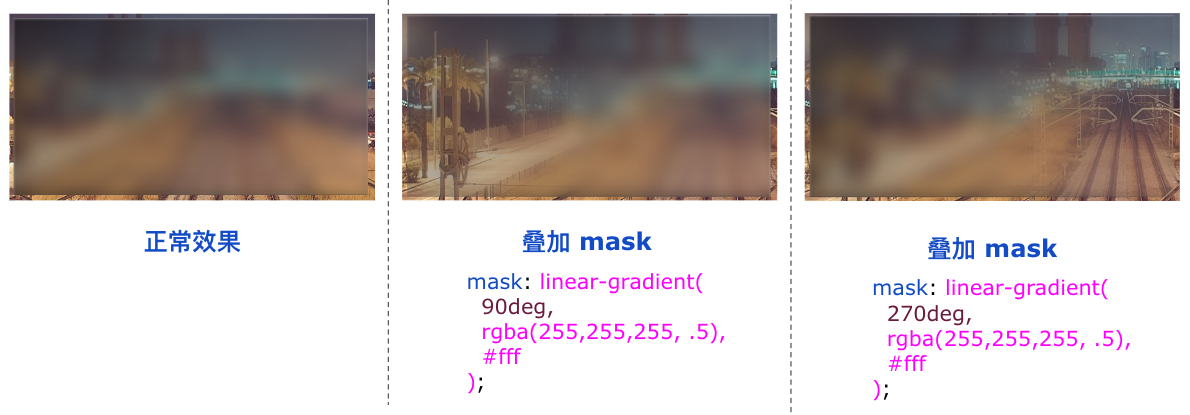 正常效果
叠加 mask
mask: linear-gradient(
90deg,
rgba(255,255,255, .5),
#fff
);
叠加 mask
mask: linear-gradient(
270deg,
rgba(255,255,255, .5),
#fff
);